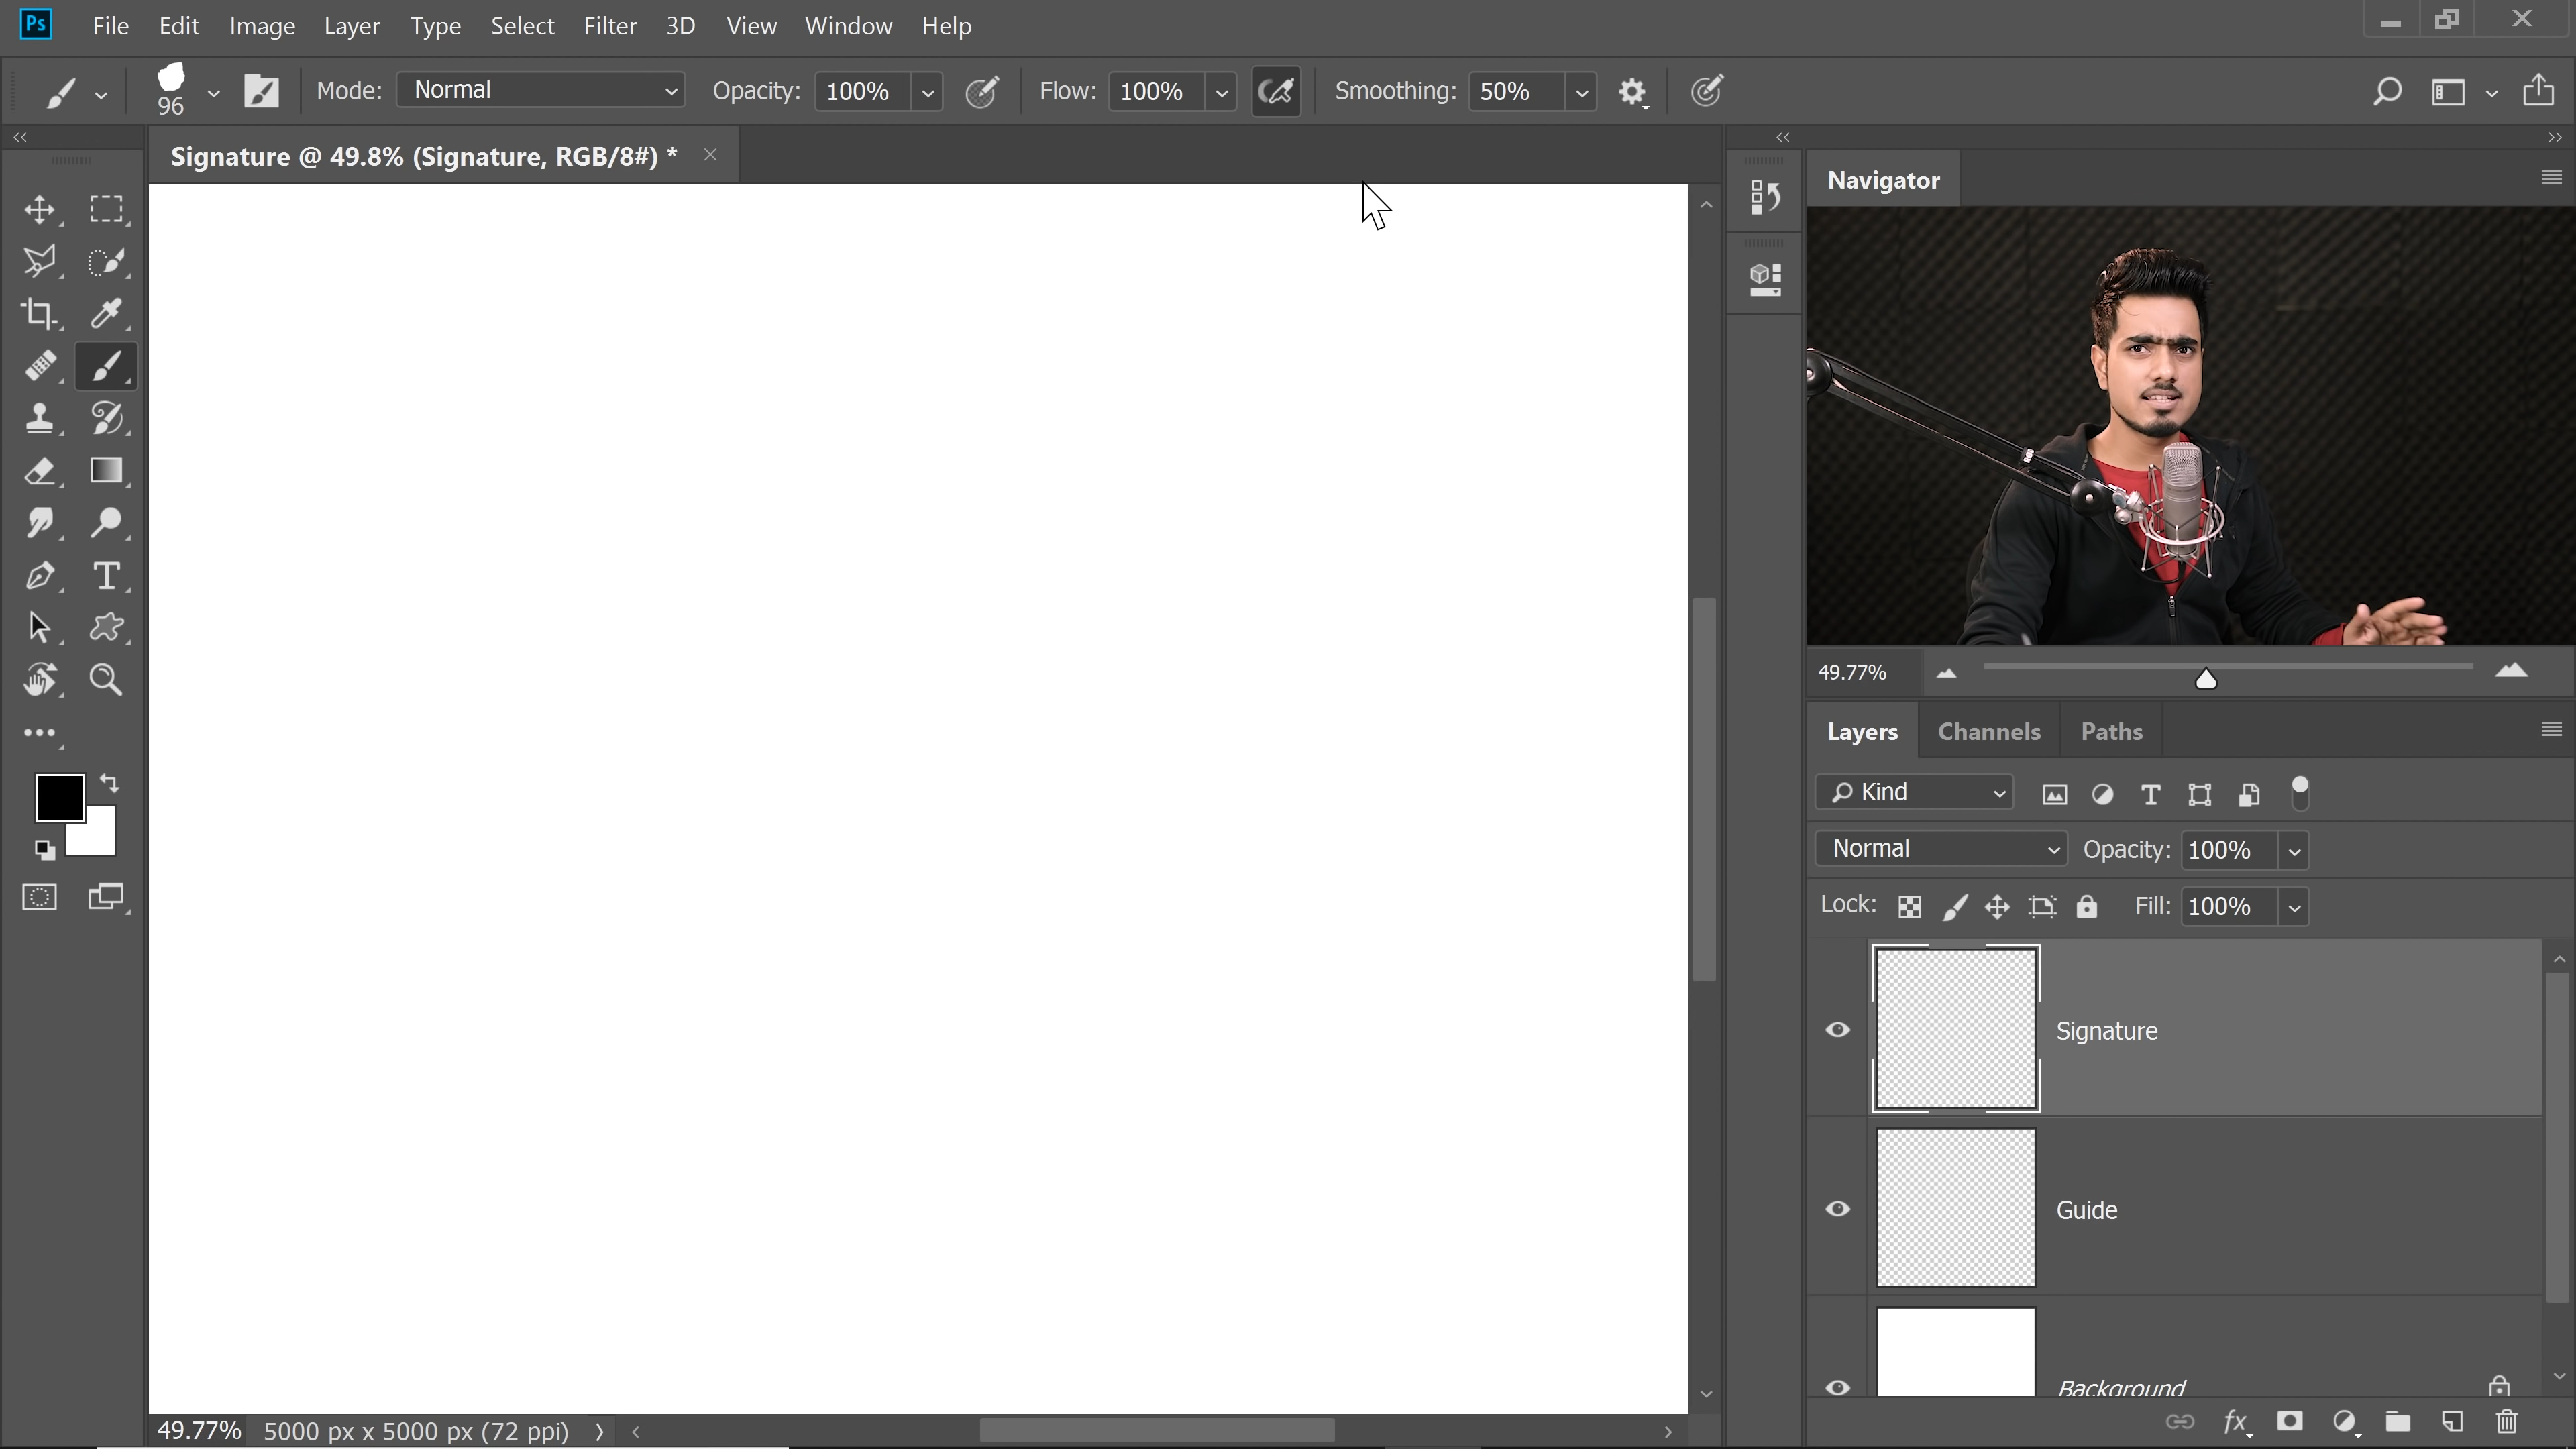 Ps File Edit Image Layer Type Select Filter 3D View Window Help
96 Mode: Normal Opacity: 100% Flow: 100% Smoothing: 50%
Signature @ 49.8% (Signature, RGB/8#) *
Navigator
49.77%
Layers Channels Paths
Kind
Normal Opacity: 100%
Lock: Fill: 100%
Signature
Guide
Background
fx
49.77% 5000 px x 5000 px (72 ppi)